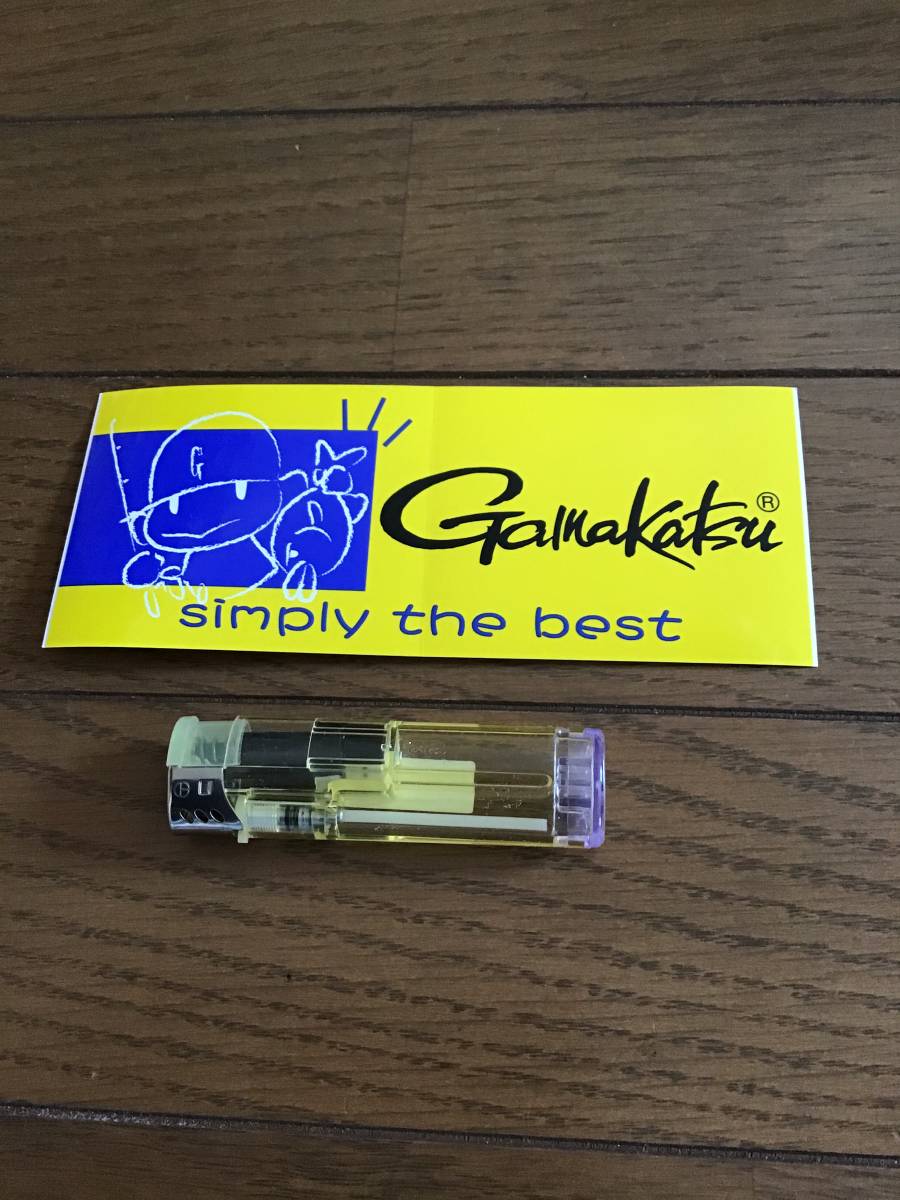 G
Gamakatsu®
simply the best